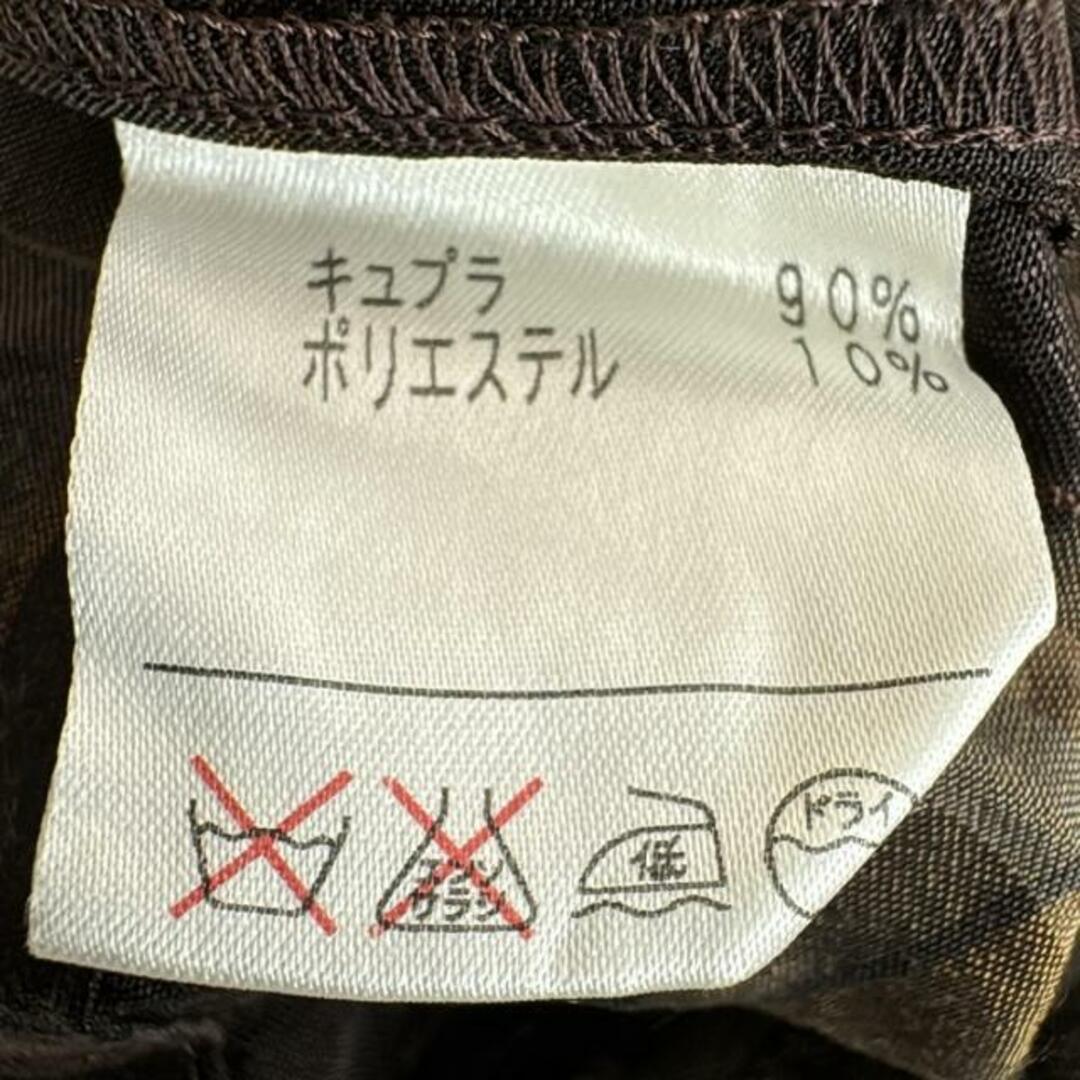 キュプラ 90%
ポリエステル 10%
エンソ
サラシ
低
ドライ